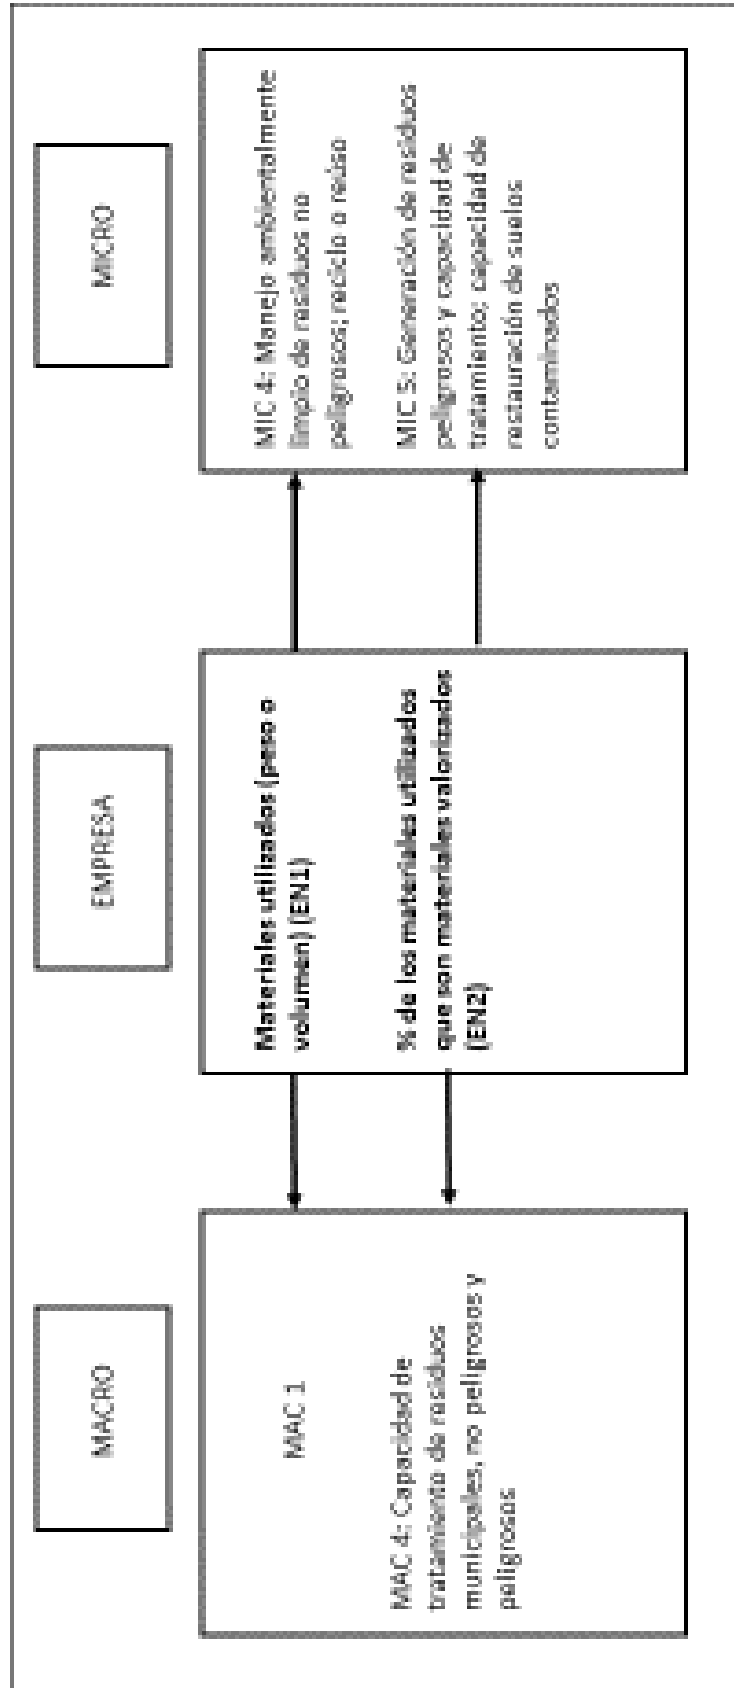 MACRO
EMPRESA
MICRO
MAC 1
MAC 4: Capacidad de
tratamiento de residuos
municipales, no peligrosos y
peligrosos
Materiales utilizados (peso o
volumen) (EN1)
% de los materiales utilizados
que son materiales valorizados
(EN2)
MIC 4: Manejo ambientalmente
limpio de residuos no
peligrosos; reciclo o reúso
MIC 5: Generación de residuos
peligrosos y capacidad de
tratamiento; capacidad de
restauración de suelos
contaminados